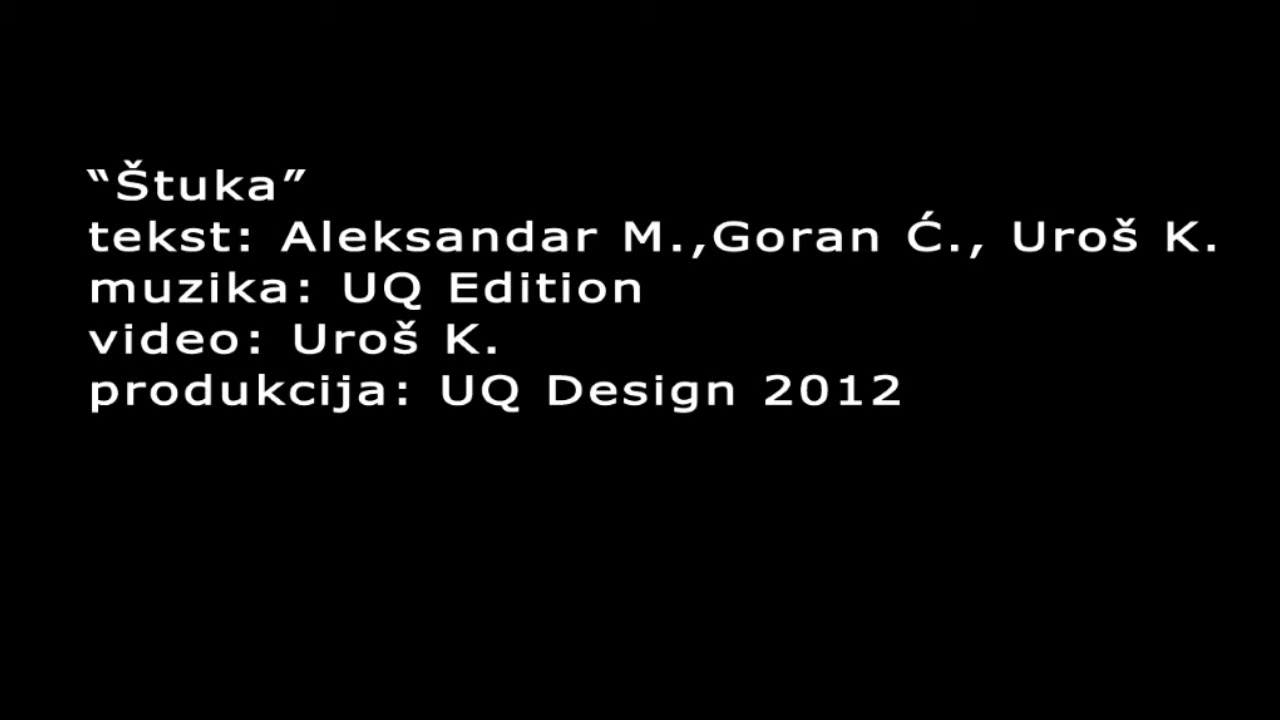 “Štuka”
tekst: Aleksandar M.,Goran Ć., Uroš K.
muzika: UQ Edition
video: Uroš K.
produkcija: UQ Design 2012